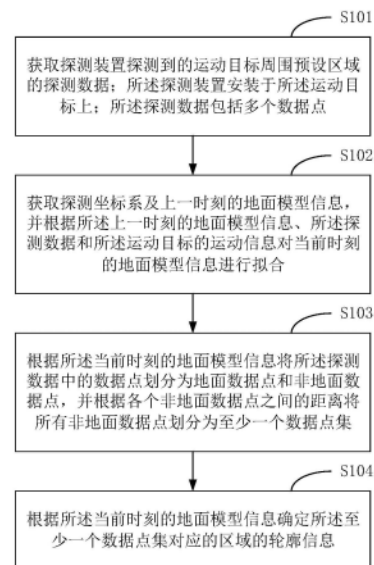 S101
获取探测装置探测到的运动目标周围预设区域
的探测数据；所述探测装置安装于所述运动目
标上；所述探测数据包括多个数据点
S102
获取探测坐标系及上一时刻的地面模型信息，
并根据所述上一时刻的地面模型信息、所述探
测数据和所述运动目标的运动信息对当前时刻
的地面模型信息进行拟合
S103
根据所述当前时刻的地面模型信息将所述探测
数据中的数据点划分为地面数据点和非地面数
据点，并根据各个非地面数据点之间的距离将
所有非地面数据点划分为至少一个数据点集
S104
根据所述当前时刻的地面模型信息确定所述至
少一个数据点集对应的区域的轮廓信息